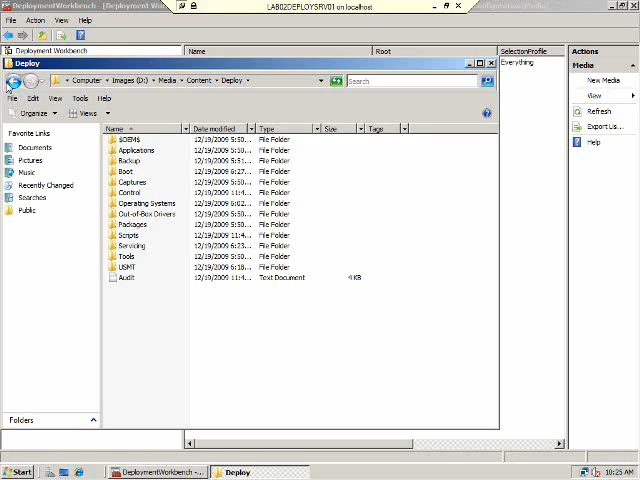 DeploymentWorkbench - [Deployment Workb
LAB02DEPLOYSRV01 on localhost
File Action View Help
Deployment Workbench Name Root SelectionProfile Actions
Deploy Everything Media
Computer Images (D:) Media Content Deploy Search New Media
File Edit View Tools Help View
Organize Views Refresh
Favorite Links Name Date modified Type Size Tags Export Us...
Documents $OEM$ 12/19/2009 5:50... File Folder Help
Pictures Applications 12/19/2009 5:50... File Folder
Music Backup 12/19/2009 5:51... File Folder
Recently Changed Boot 12/19/2009 6:27... File Folder
Searches Captures 12/19/2009 5:50... File Folder
Public Control 12/19/2009 11:4... File Folder
Operating Systems 12/19/2009 6:02... File Folder
Out-of-Box Drivers 12/19/2009 5:50... File Folder
Packages 12/19/2009 5:50... File Folder
Scripts 12/19/2009 11:4... File Folder
Servicing 12/19/2009 6:23... File Folder
Tools 12/19/2009 5:50... File Folder
USMT 12/19/2009 6:18... File Folder
Audit 12/19/2009 11:4... Text Document 4 KB
Folders
Start DeploymentWorkbench -... Deploy 10:25 AM